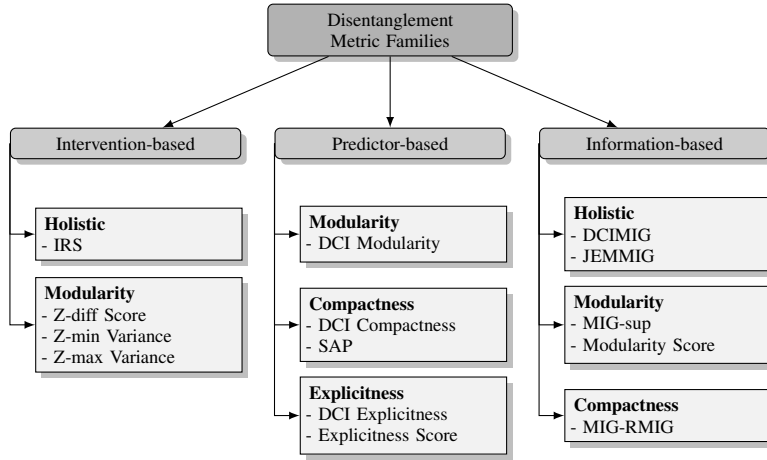 Disentanglement
Metric Families
Intervention-based
Predictor-based
Information-based
Holistic
- IRS
Modularity
- Z-diff Score
- Z-min Variance
- Z-max Variance
Modularity
- DCI Modularity
Compactness
- DCI Compactness
- SAP
Explicitness
- DCI Explicitness
- Explicitness Score
Holistic
- DCIMIG
- JEMMIG
Modularity
- MIG-sup
- Modularity Score
Compactness
- MIG-RMIG